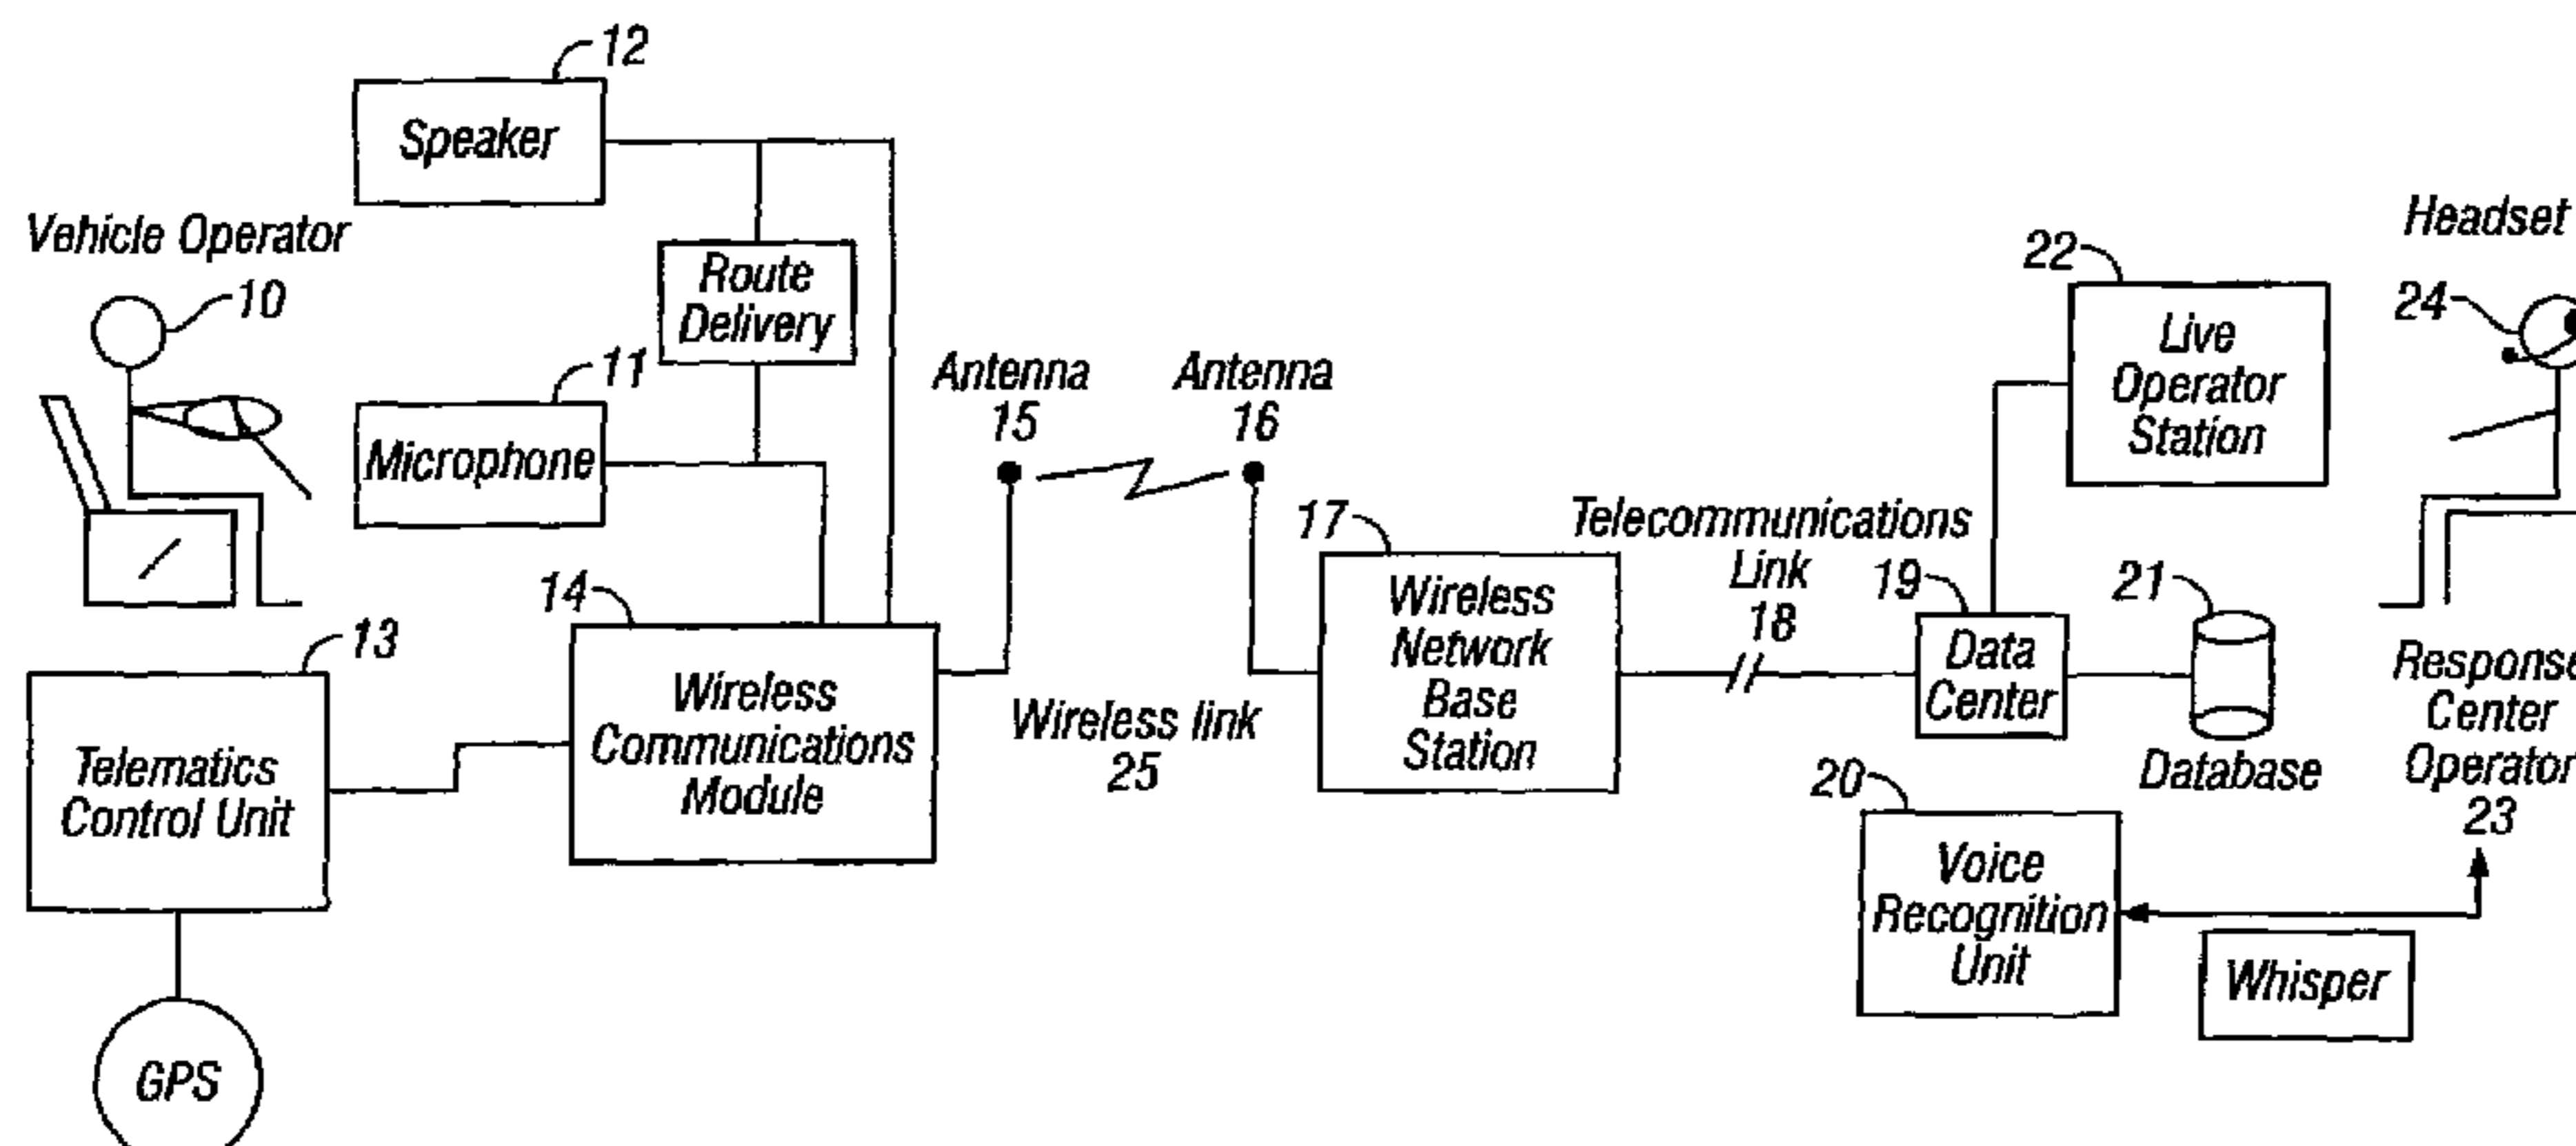 12
Speaker
Vehicle Operator
10
Route
Delivery
11
Microphone
Antenna
15
Antenna
16
22
Live
Operator
Station
Headset
24
17
Wireless
Network
Base
Station
Telecommunications
Link
18
19
Data
Center
21
Database
13
Telematics
Control Unit
14
Wireless
Communications
Module
Wireless link
25
Response
Center
Operator
23
20
Voice
Recognition
Unit
Whisper
GPS